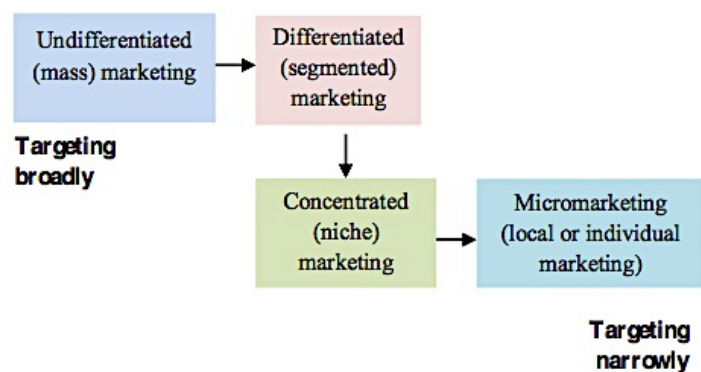 Undifferentiated
(mass) marketing
Differentiated
(segmented)
marketing
Targeting
broadly
Concentrated
(niche)
marketing
Micromarketing
(local or individual
marketing)
Targeting
narrowly